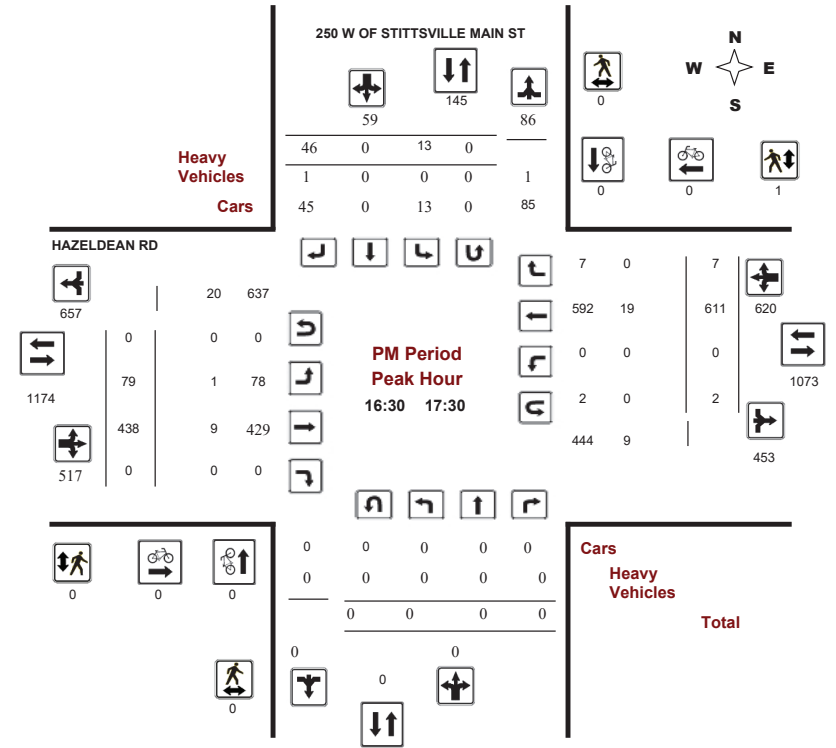 250 W OF STITTSVILLE MAIN ST
N
W E
S
145
0
59 86
46 0 13 0
Heavy
Vehicles
1 0 0 0 1
Cars
45 0 13 0 85
0 0 1
HAZELDEAN RD
657
20 637
7 0 7
592 19 611 620
0 0 0
0 0 0
79 1 78
1174
PM Period
Peak Hour
16:30 17:30
1073
2 0 2
438 9 429
444 9
453
517
0 0 0
0 0 0 0 0
Cars
0 0 0 0 0
Heavy
Vehicles
0 0 0
0 0 0 0
Total
0 0
0
0